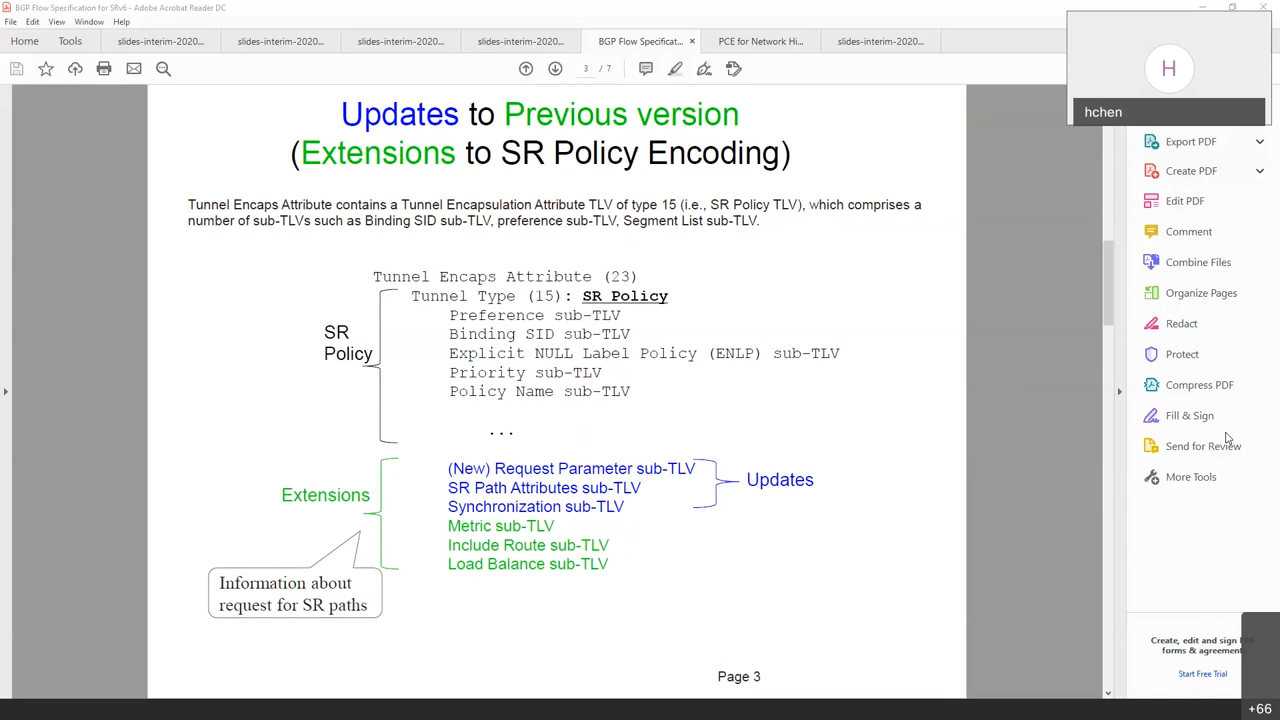 BGP Flow Specification for SRv6 - Adobe Acrobat Reader DC
File Edit View Window Help
Home Tools slides-interim-2020... slides-interim-2020... slides-interim-2020... slides-interim-2020... BGP Flow Specificat... × PCE for Network Hi... slides-interim-2020...
3 / 7
H
hchen
Updates to Previous version
(Extensions to SR Policy Encoding)
Tunnel Encaps Attribute contains a Tunnel Encapsulation Attribute TLV of type 15 (i.e., SR Policy TLV), which comprises a
number of sub-TLVs such as Binding SID sub-TLV, preference sub-TLV, Segment List sub-TLV.
Tunnel Encaps Attribute (23)
Tunnel Type (15): SR Policy
Preference sub-TLV
Binding SID sub-TLV
Explicit NULL Label Policy (ENLP) sub-TLV
Priority sub-TLV
Policy Name sub-TLV
...
SR
Policy
(New) Request Parameter sub-TLV
SR Path Attributes sub-TLV
Synchronization sub-TLV
Metric sub-TLV
Include Route sub-TLV
Load Balance sub-TLV
Updates
Extensions
Information about
request for SR paths
Page 3
Export PDF
Create PDF
Edit PDF
Comment
Combine Files
Organize Pages
Redact
Protect
Compress PDF
Fill & Sign
Send for Review
More Tools
Create, edit and sign
forms & agreements
Start Free Trial
+66